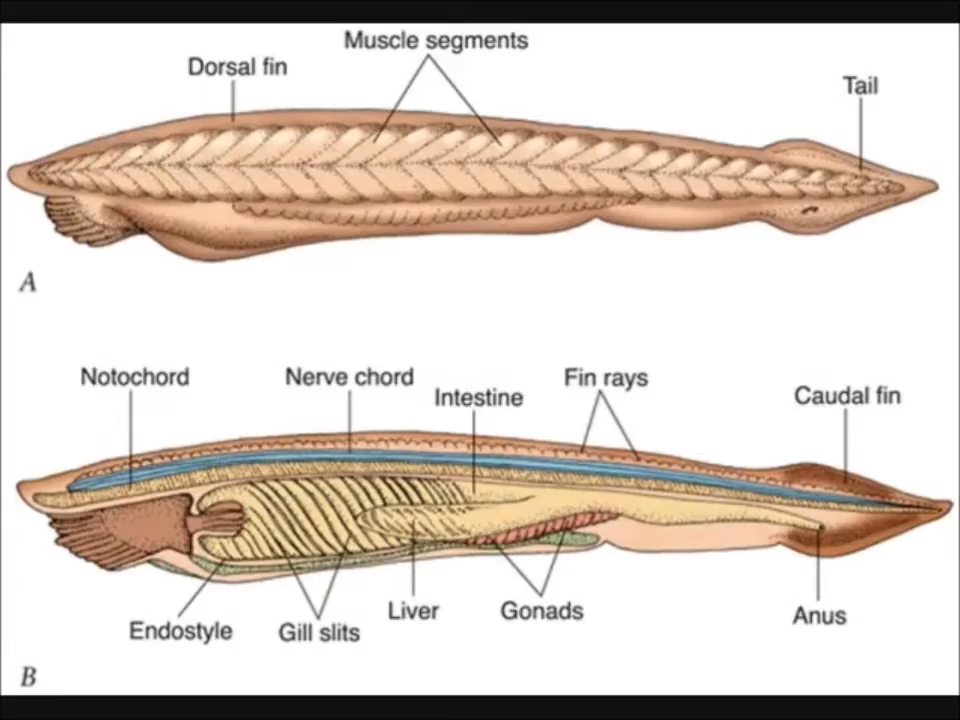 Muscle segments
Dorsal fin
Tail
A
Notochord
Nerve chord
Intestine
Fin rays
Caudal fin
Endostyle
Gill slits
Liver
Gonads
Anus
B